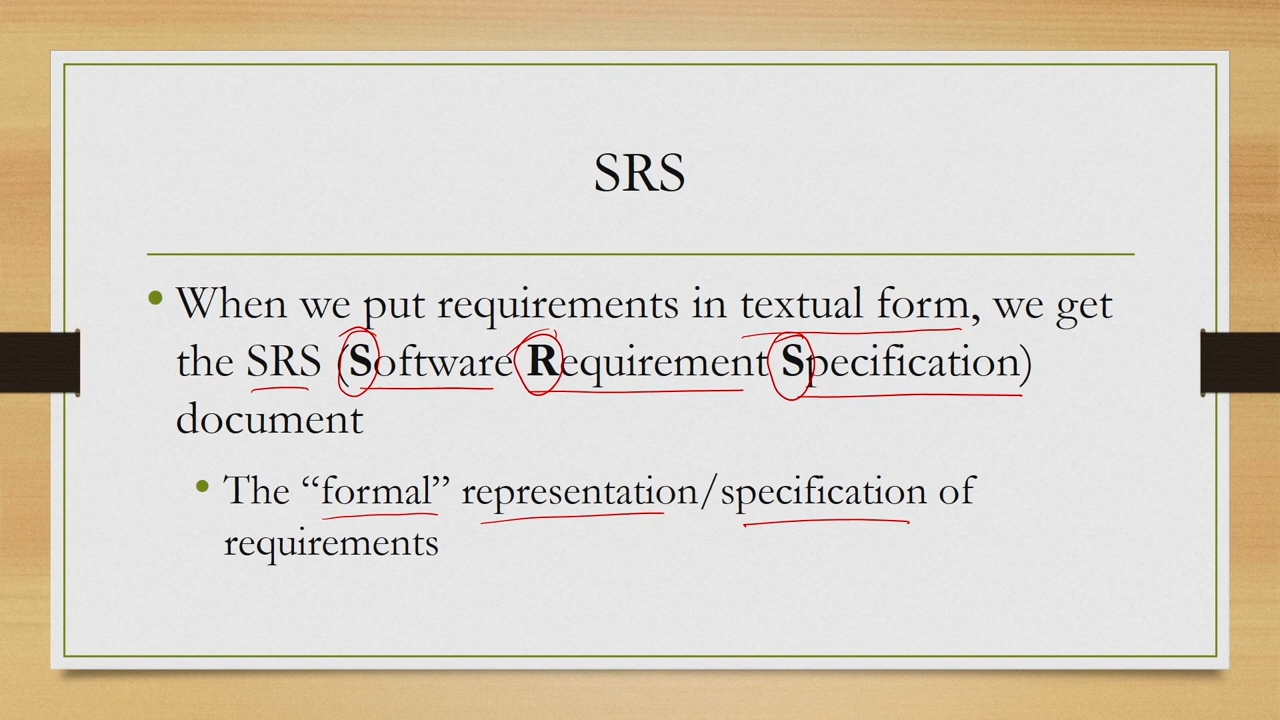 SRS
• When we put requirements in textual form, we get
the SRS (Software Requirement Specification)
document
• The “formal” representation/specification of
requirements